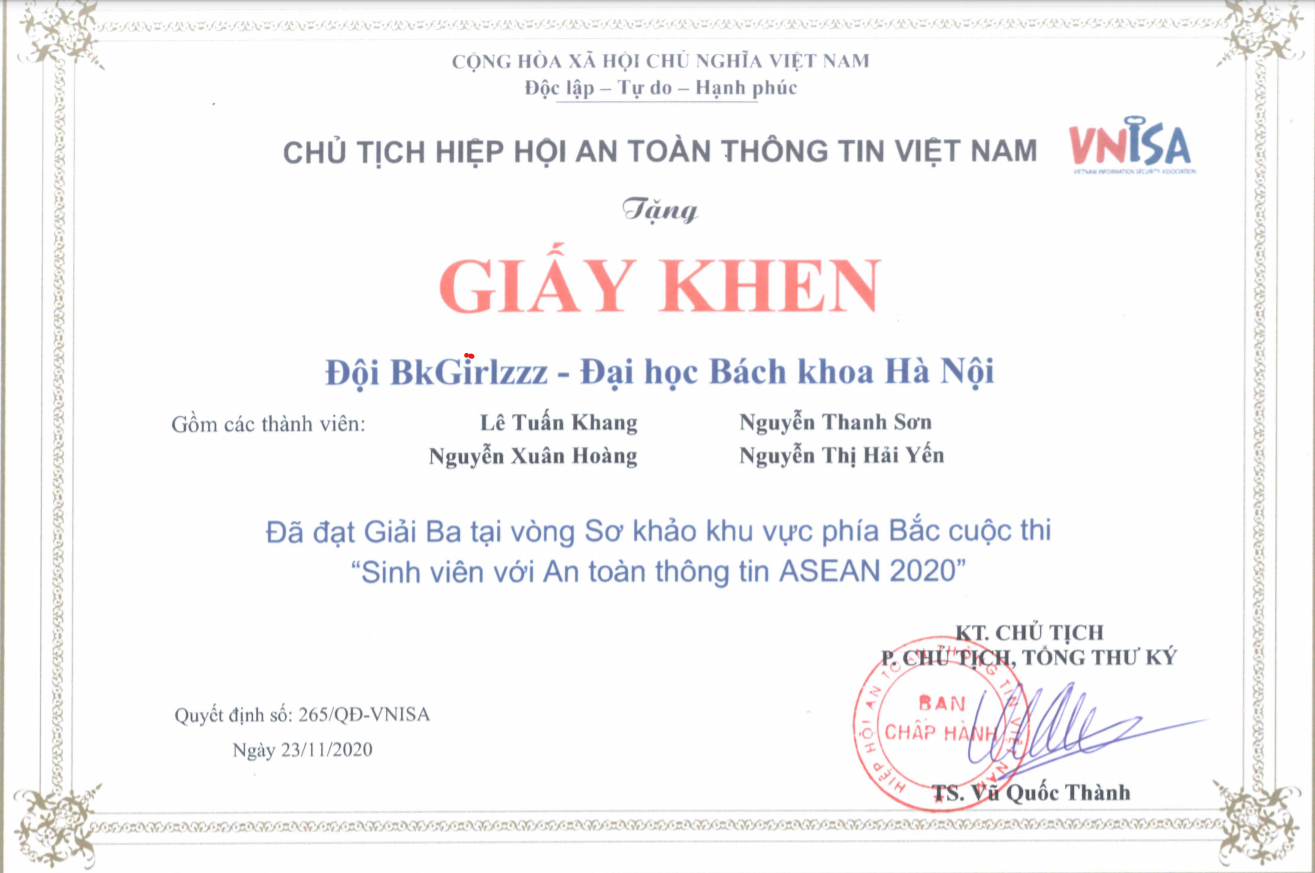 CỘNG HÒA XÃ HỘI CHỦ NGHĨA VIỆT NAM
Độc lập – Tự do – Hạnh phúc
CHỦ TỊCH HIỆP HỘI AN TOÀN THÔNG TIN VIỆT NAM
VNISA
VIETNAM INFORMATION SECURITY ASSOCIATION
Tặng
GIẤY KHEN
Đội BkGirlzzz - Đại học Bách khoa Hà Nội
Gồm các thành viên: Lê Tuấn Khang Nguyễn Thanh Sơn
Nguyễn Xuân Hoàng Nguyễn Thị Hải Yến
Đã đạt Giải Ba tại vòng Sơ khảo khu vực phía Bắc cuộc thi
“Sinh viên với An toàn thông tin ASEAN 2020”
KT. CHỦ TỊCH
P. CHỦ TỊCH, TỔNG THƯ KÝ
HIỆP HỘI AN TOÀN THÔNG TIN VIỆT NAM
BAN
CHẤP HÀNH
Quyết định số: 265/QĐ-VNISA
Ngày 23/11/2020
TS. Vũ Quốc Thành